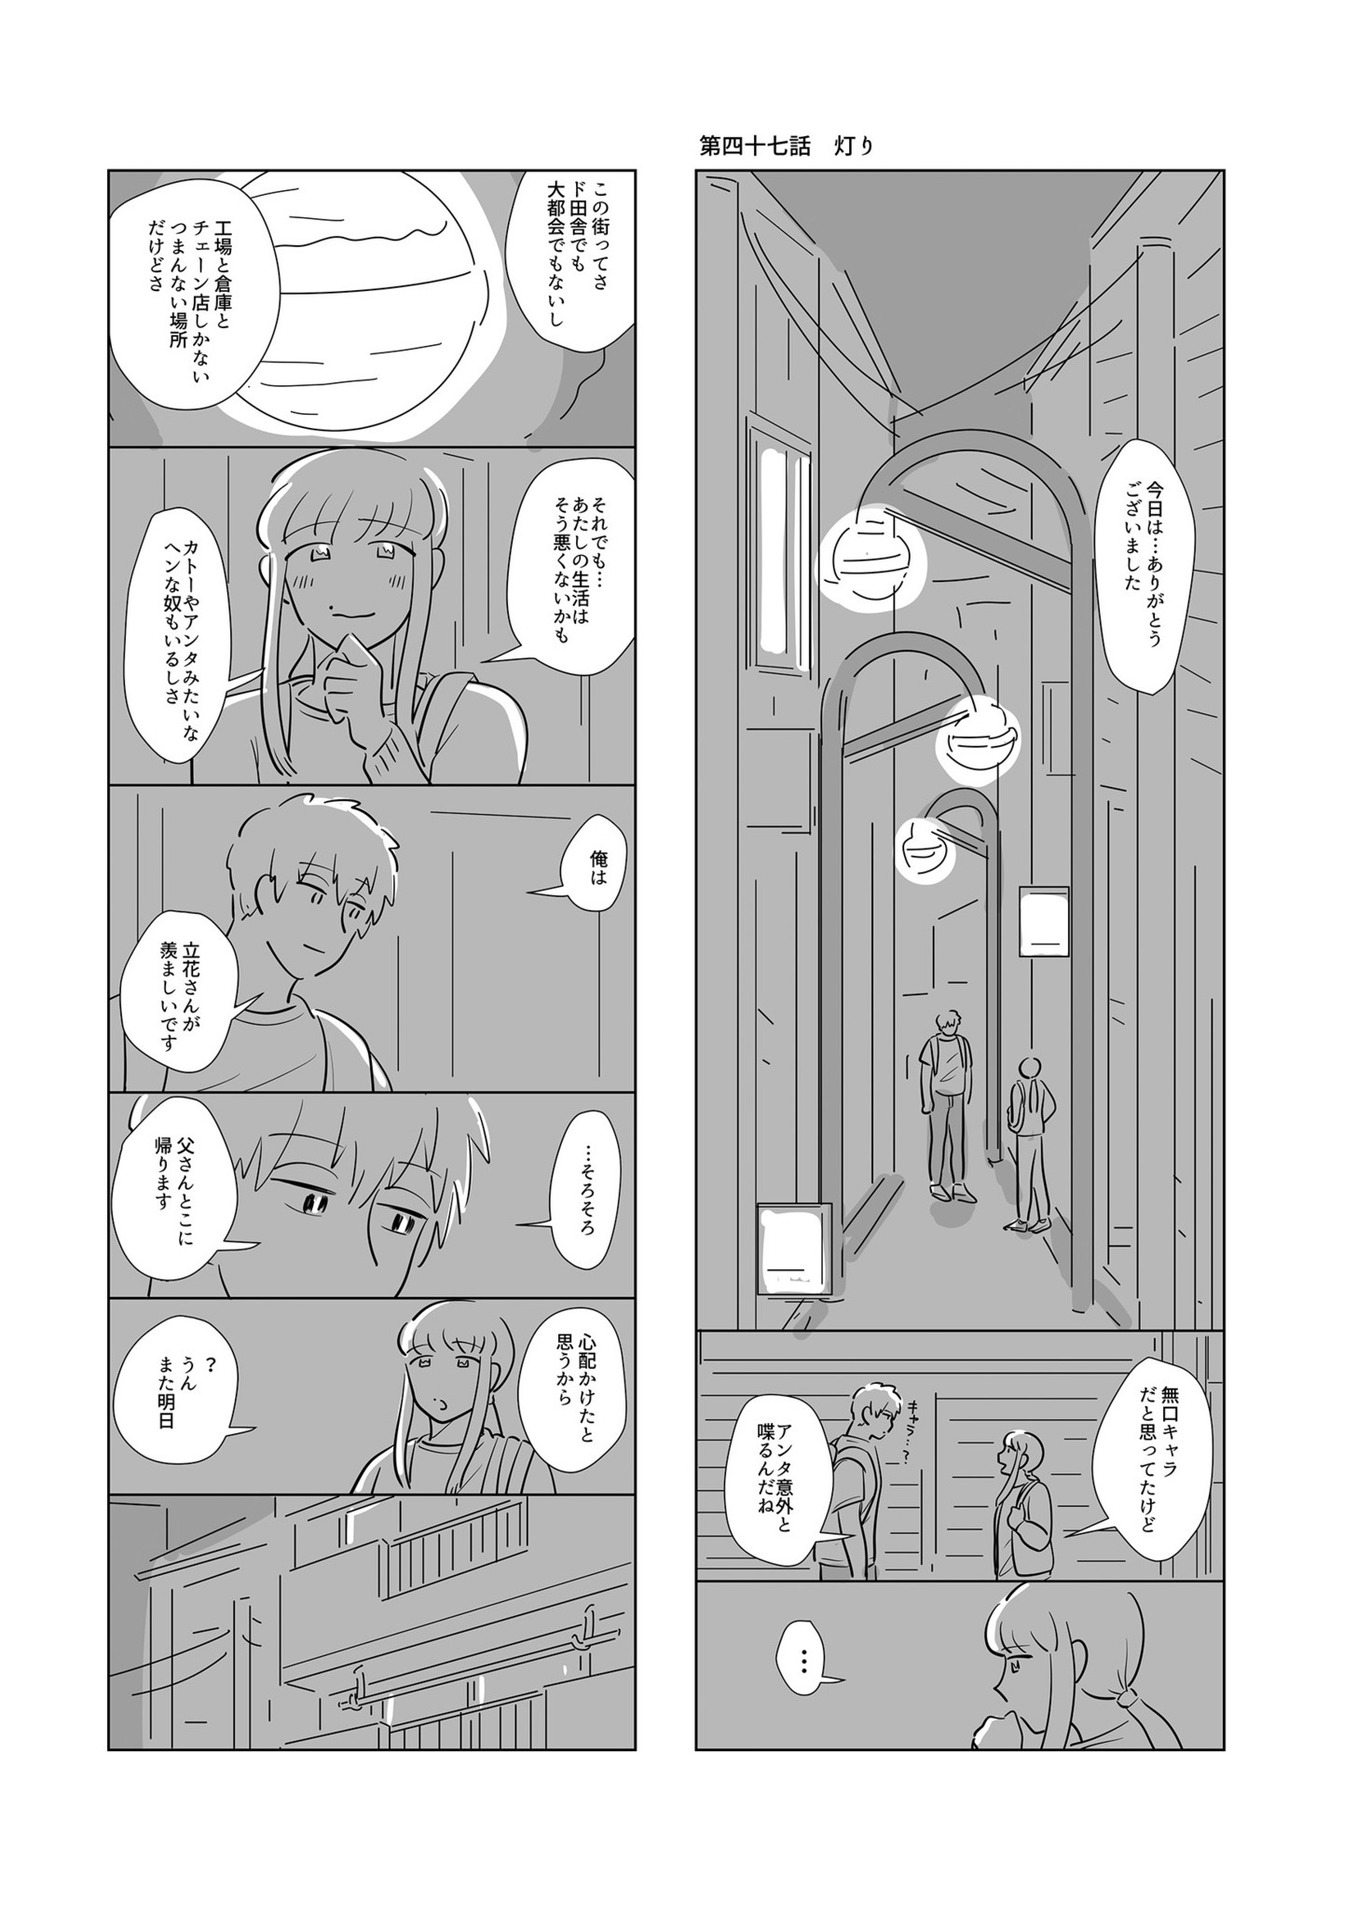 第四十七話　灯り
今日は…ありがとう
ございました
無口キャラ
だと思ってたけど
キャラ…?
アンタ意外と
喋るんだね
…
この街ってさ
ド田舎でも
大都会でもないし
工場と倉庫と
チェーン店しかない
つまんない場所
だけどさ
それでも…
あたしの生活は
そう悪くないかも
カトーやアンタみたいな
ヘンな奴もいるしさ
俺は
立花さんが
羨ましいです
…そろそろ
父さんとこに
帰ります
心配かけたと
思うから
?
うん
また明日